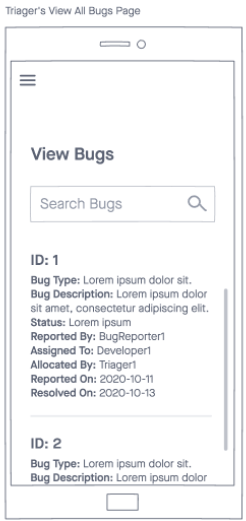 Triager's View All Bugs Page
View Bugs
Search Bugs
ID: 1
Bug Type: Lorem ipsum dolor sit.
Bug Description: Lorem ipsum dolor
sit amet, consectetur adipiscing elit.
Status: Lorem ipsum
Reported By: BugReporter1
Assigned To: Developer1
Allocated By: Triager1
Reported On: 2020-10-11
Resolved On: 2020-10-13
ID: 2
Bug Type: Lorem ipsum dolor sit.
Bug Description: Lorem ipsum dolor